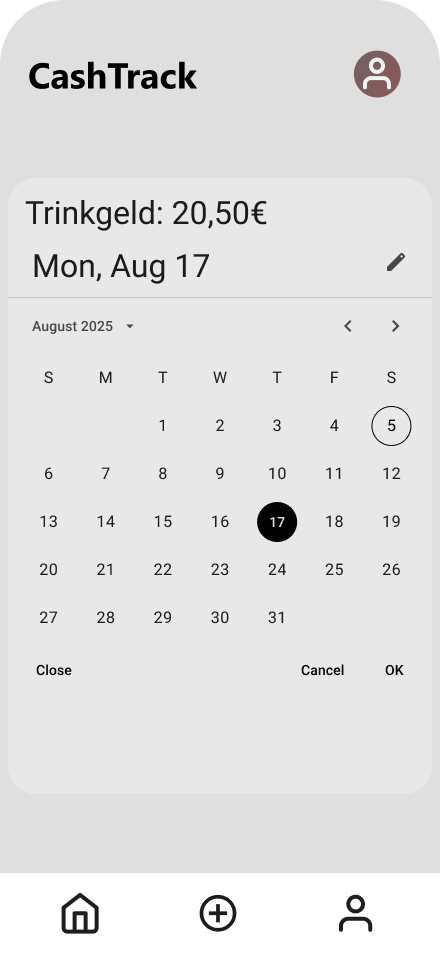 CashTrack
Trinkgeld: 20,50€
Mon, Aug 17
August 2025
S M T W T F S
1 2 3 4 5
6 7 8 9 10 11 12
13 14 15 16 17 18 19
20 21 22 23 24 25 26
27 28 29 30 31
Close Cancel OK